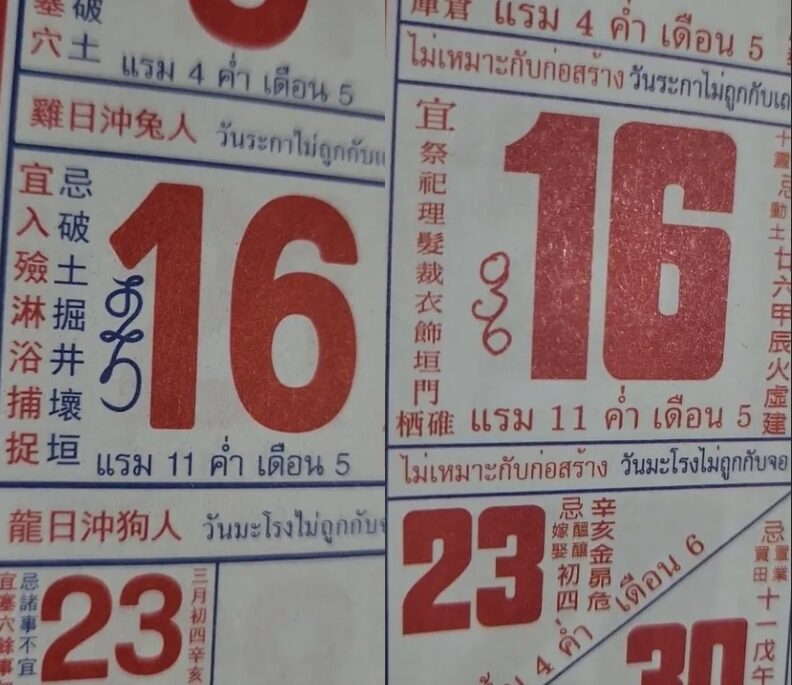 塞破
穴土
แรม 4 ค่ำ เดือน 5
雞日沖兔人 วันระกาไม่ถูกกับ
宜入殮淋浴捕捉
忌破土掘井壞垣
16
แรม 11 ค่ำ เดือน 5
龍日沖狗人 วันมะโรงไม่ถูกกับ
宜塞穴餘事
忌諸事不宜
23
三月初四辛亥
庫倉 แรม 4 ค่ำ เดือน 5
ไม่เหมาะกับก่อสร้าง วันระกาไม่ถูกกับเถ
宜祭祀理髮裁衣飾垣門
栖碓
16
十靈忌動土
廿六甲辰火虛建
แรม 11 ค่ำ เดือน 5
ไม่เหมาะกับก่อสร้าง วันมะโรงไม่ถูกกับจอ
23
忌醞釀嫁娶
初四
辛亥金昴危
4 ค่ำ เดือน 6
30
忌置業買田
十一戊午